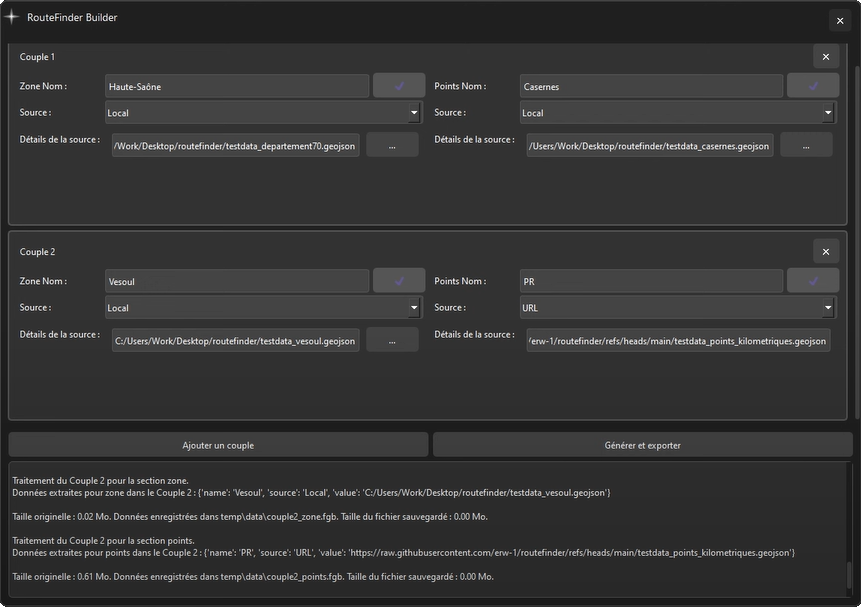 RouteFinder Builder
Couple 1
Zone Nom : Haute-Saône Points Nom : Casernes
Source : Local Source : Local
Détails de la source : /Work/Desktop/routefinder/testdata_departement70.geojson ... Détails de la source : /Users/Work/Desktop/routefinder/testdata_casernes.geojson ...
Couple 2
Zone Nom : Vesoul Points Nom : PR
Source : Local Source : URL
Détails de la source : C:/Users/Work/Desktop/routefinder/testdata_vesoul.geojson ... Détails de la source : /erw-1/routefinder/refs/heads/main/testdata_points_kilometriques.geojson
Ajouter un couple Générer et exporter
Traitement du Couple 2 pour la section zone.
Données extraites pour zone dans le Couple 2 : {'name': 'Vesoul', 'source': 'Local', 'value': 'C:/Users/Work/Desktop/routefinder/testdata_vesoul.geojson'}
Taille originelle : 0.02 Mo. Données enregistrées dans temp\data\couple2_zone.fgb. Taille du fichier sauvegardé : 0.00 Mo.
Traitement du Couple 2 pour la section points.
Données extraites pour points dans le Couple 2 : {'name': 'PR', 'source': 'URL', 'value': 'https://raw.githubusercontent.com/erw-1/routefinder/refs/heads/main/testdata_points_kilometriques.geojson'}
Taille originelle : 0.61 Mo. Données enregistrées dans temp\data\couple2_points.fgb. Taille du fichier sauvegardé : 0.00 Mo.